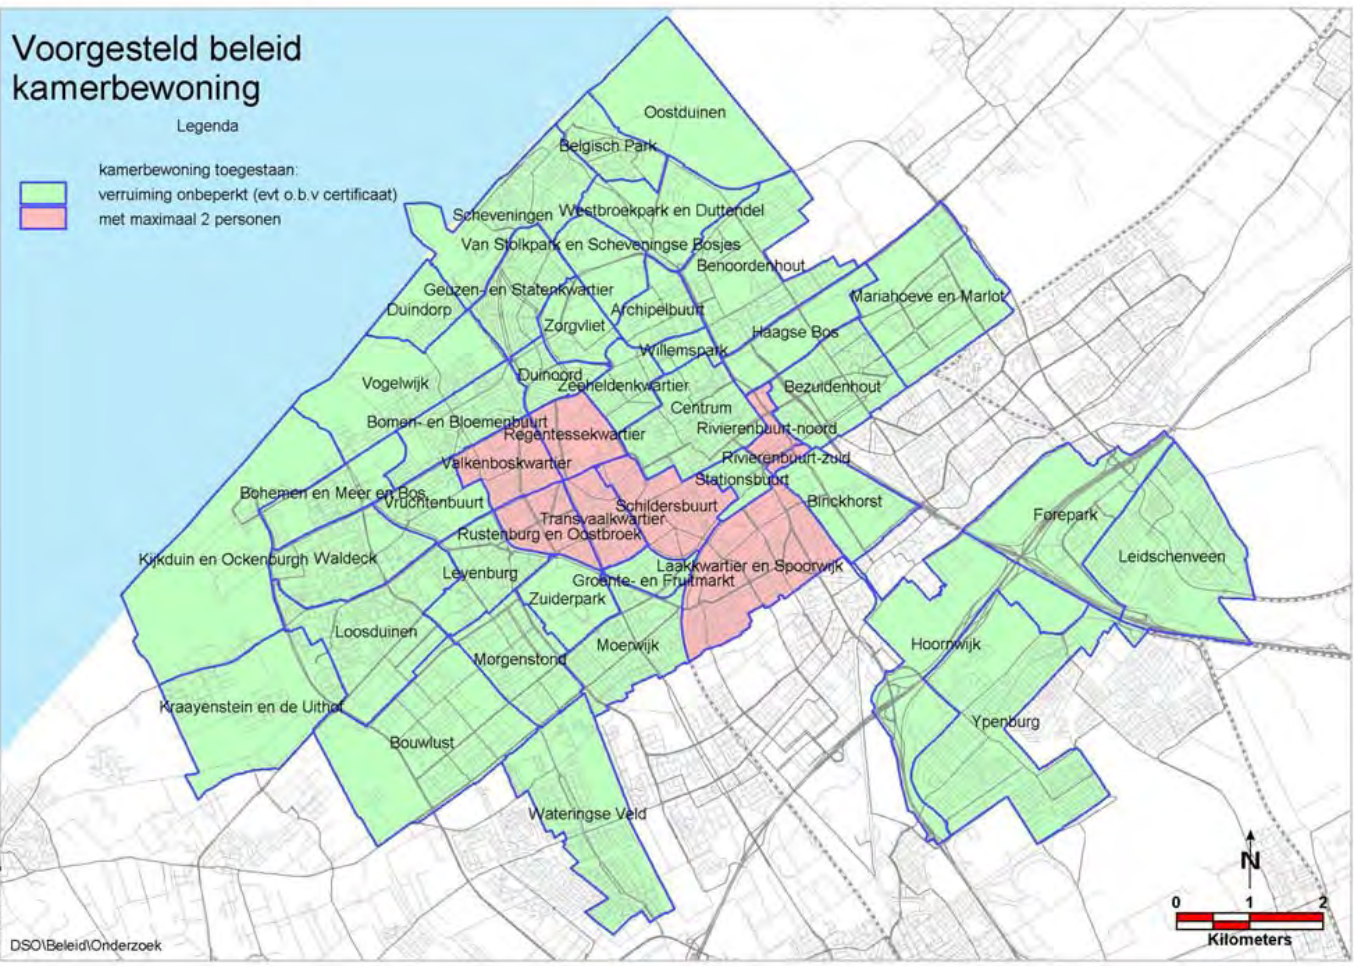 Voorgesteld beleid
kamerbewoning
Legenda
kamerbewoning toegestaan:
verruiming onbeperkt (evt o.b.v certificaat)
met maximaal 2 personen
Oostduinen
Belgisch Park
Scheveningen
Westbroekpark en Duttendel
Van Stolkpark en Scheveningse Bosjes
Benoordenhout
Geuzen- en Statenkwartier
Mariahoeve en Marlot
Duindorp
Archipelbuurt
Zorgvliet
Haagse Bos
Willemspark
Duinoord
Vogelwijk
Zeeheldenkwartier
Bezuidenhout
Centrum
Bomen- en Bloemenbuurt
Rivierenbuurt-noord
Regentessekwartier
Valkenboskwartier
Rivierenbuurt-zuid
Stationsbuurt
Bohemen en Meer en Bos
Vruchtenbuurt
Schildersbuurt
Binckhorst
Transvaalkwartier
Forepark
Rustenburg en Oostbroek
Kijkduin en Ockenburgh
Waldeck
Leidschenveen
Laakkwartier en Spoorwijk
Leyenburg
Groente- en Fruitmarkt
Zuiderpark
Loosduinen
Moerwijk
Hoornwijk
Morgenstond
Kraayenstein en de Uithof
Ypenburg
Bouwlust
Wateringse Veld
N
0 1 2
Kilometers
DSO\Beleid\Onderzoek